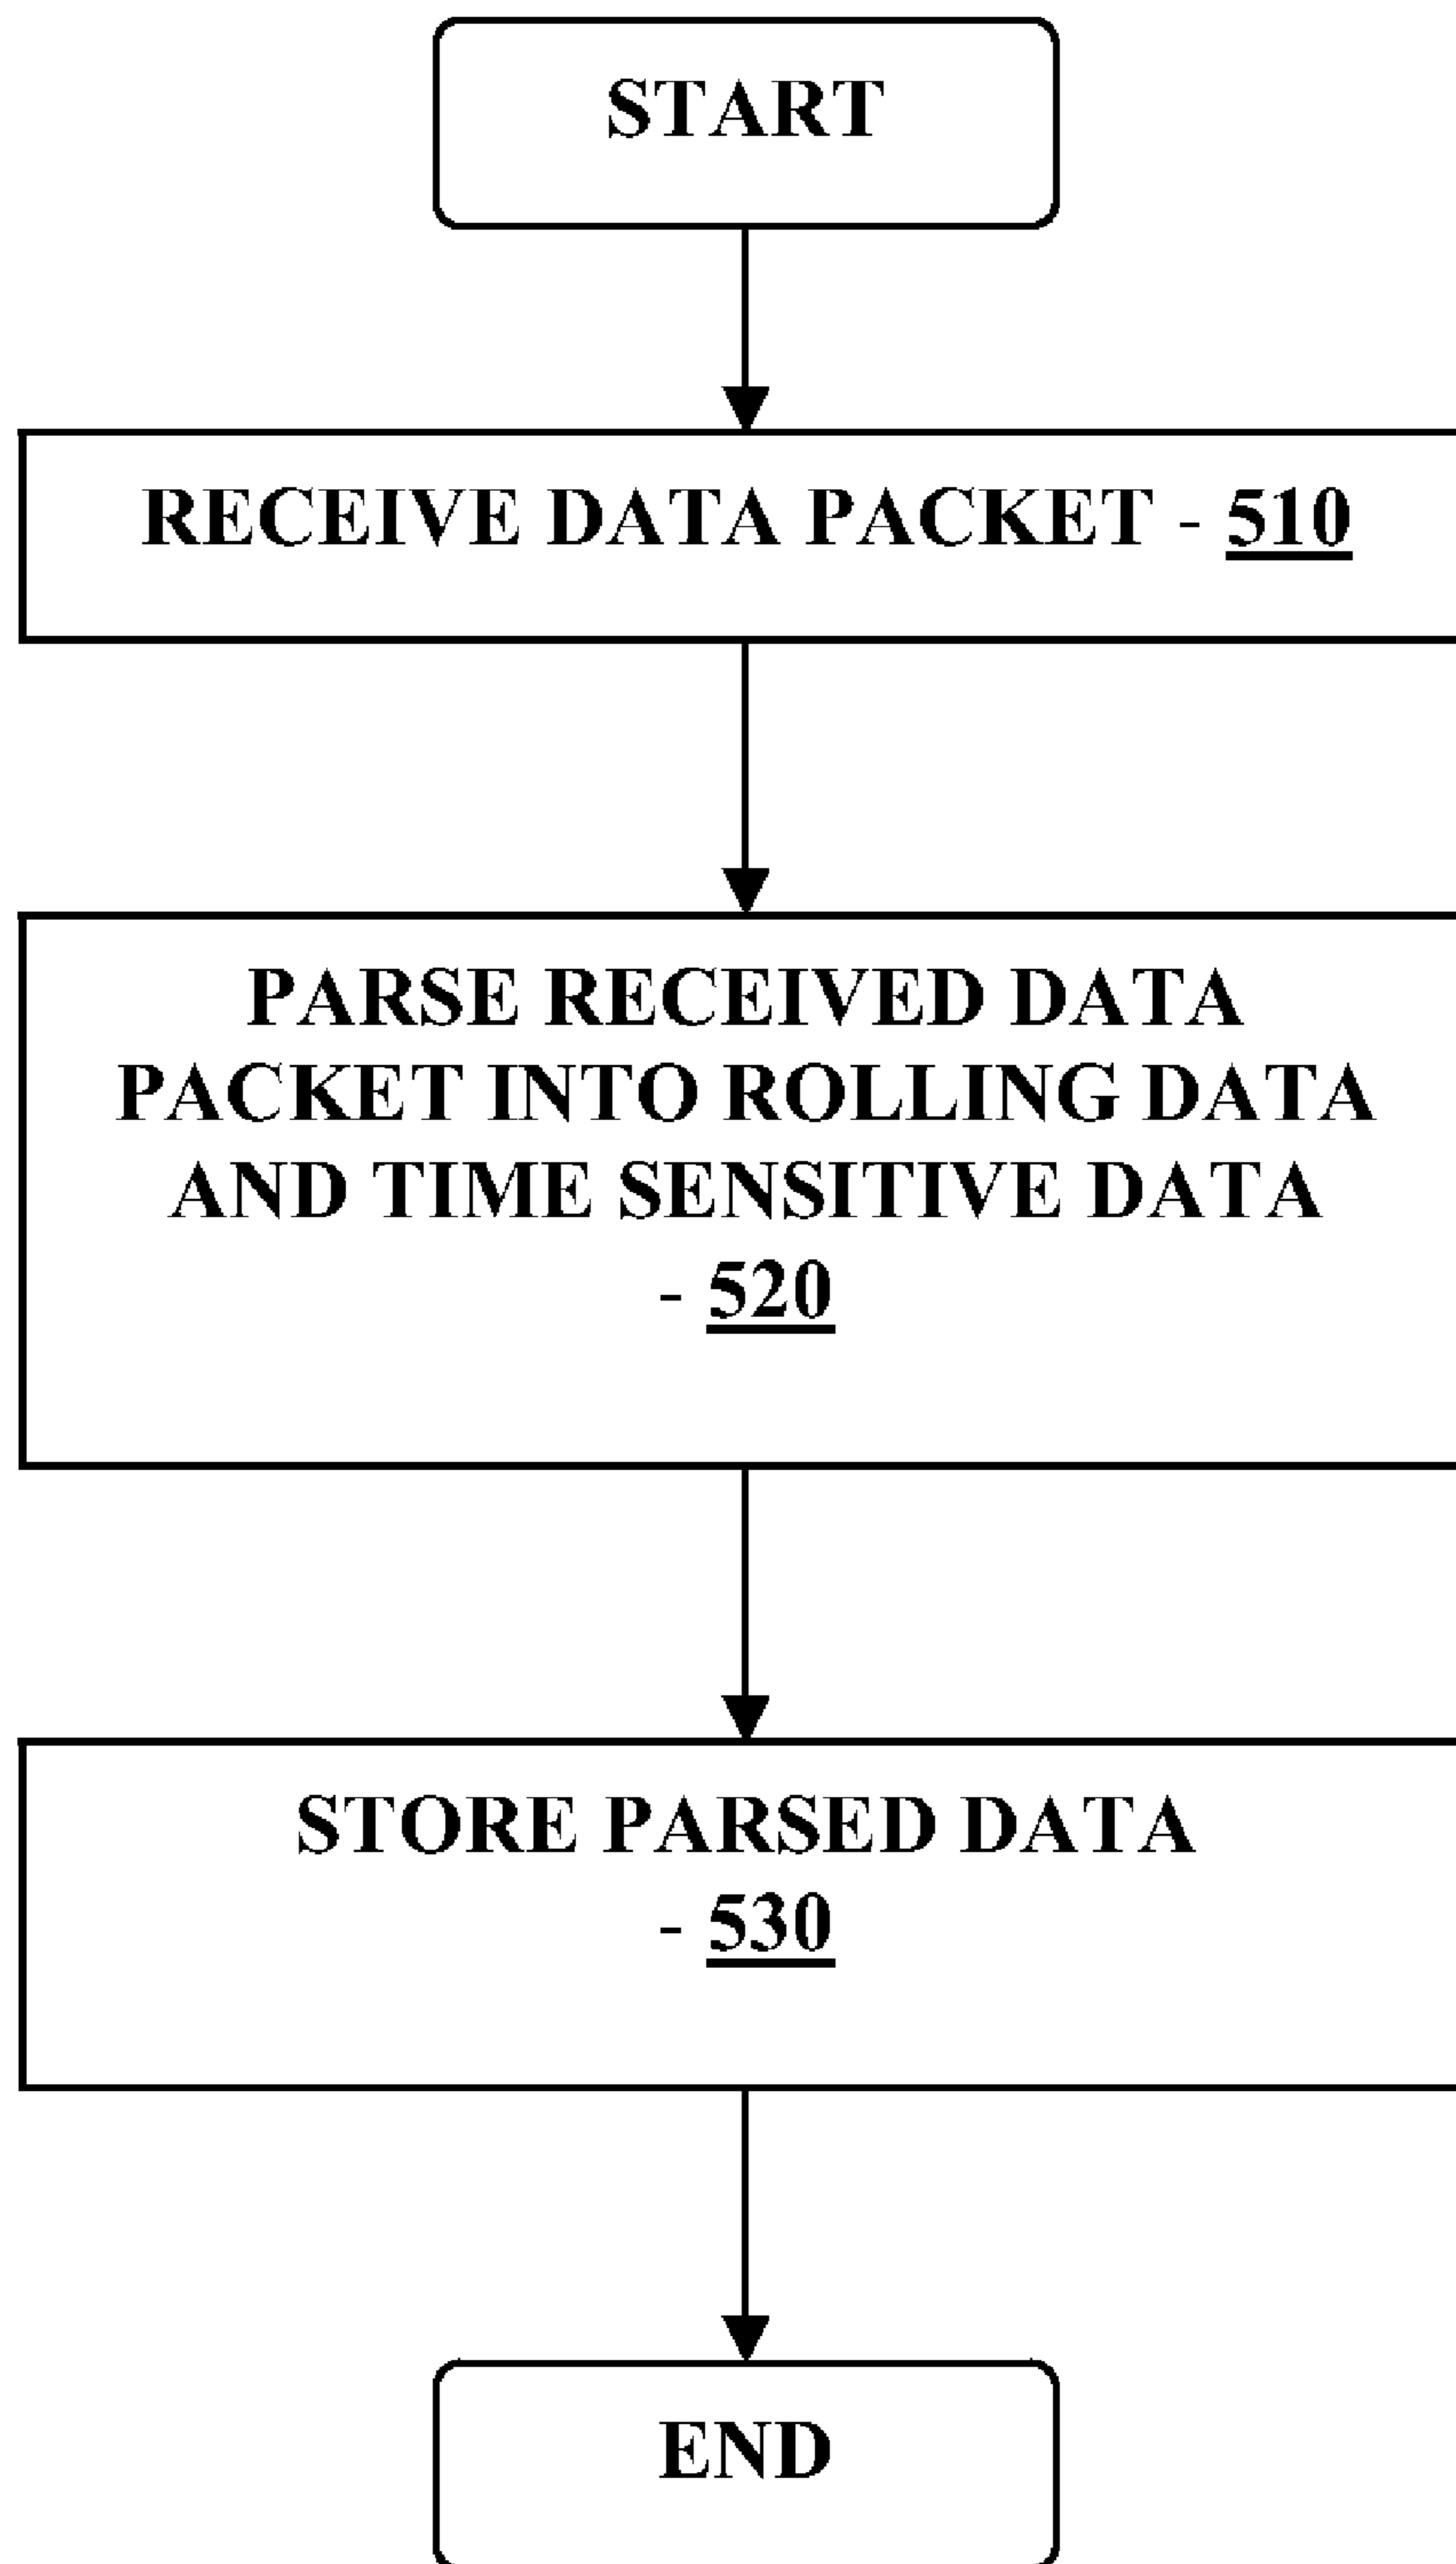 START
RECEIVE DATA PACKET - 510
PARSE RECEIVED DATA
PACKET INTO ROLLING DATA
AND TIME SENSITIVE DATA
- 520
STORE PARSED DATA
- 530
END